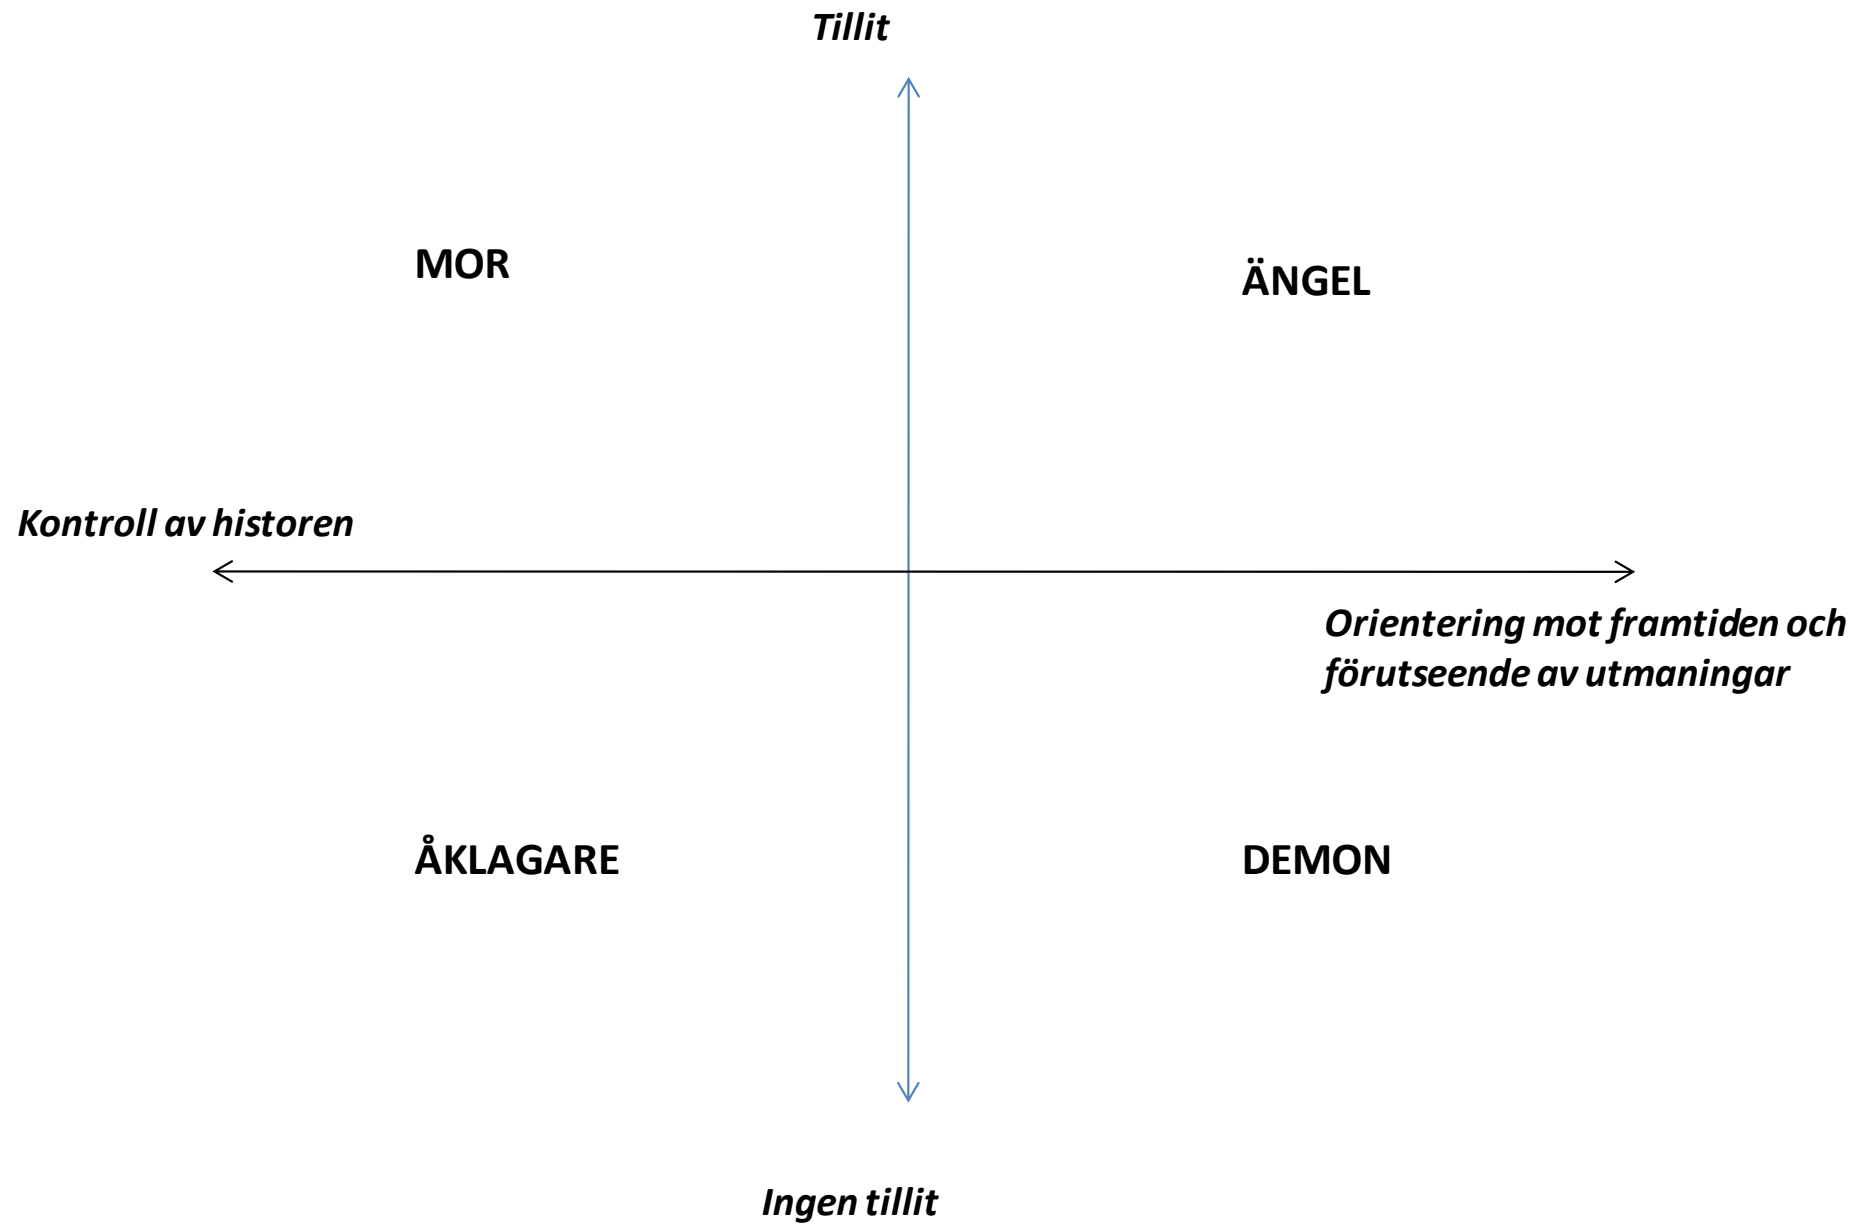 Tillit
MOR
ÄNGEL
Kontroll av historen
Orientering mot framtiden och
förutseende av utmaningar
ÅKLAGARE
DEMON
Ingen tillit